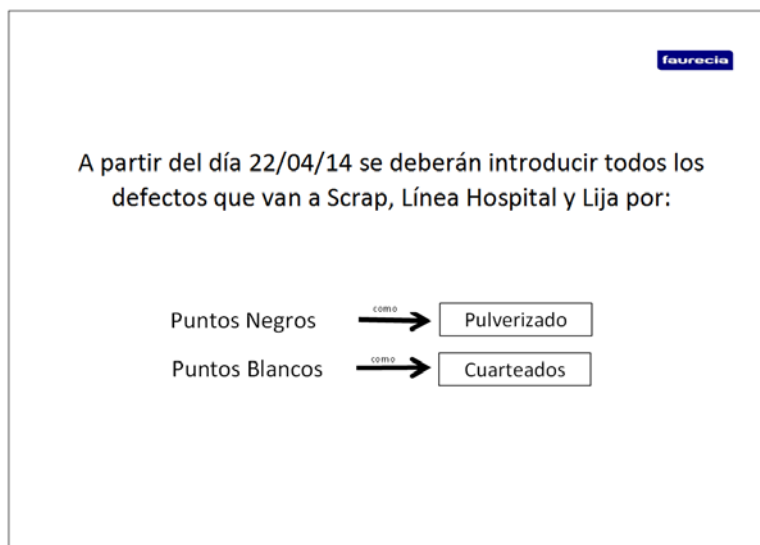 faurecia
A partir del día 22/04/14 se deberán introducir todos los
defectos que van a Scrap, Línea Hospital y Lija por:
Puntos Negros como Pulverizado
Puntos Blancos como Cuarteados